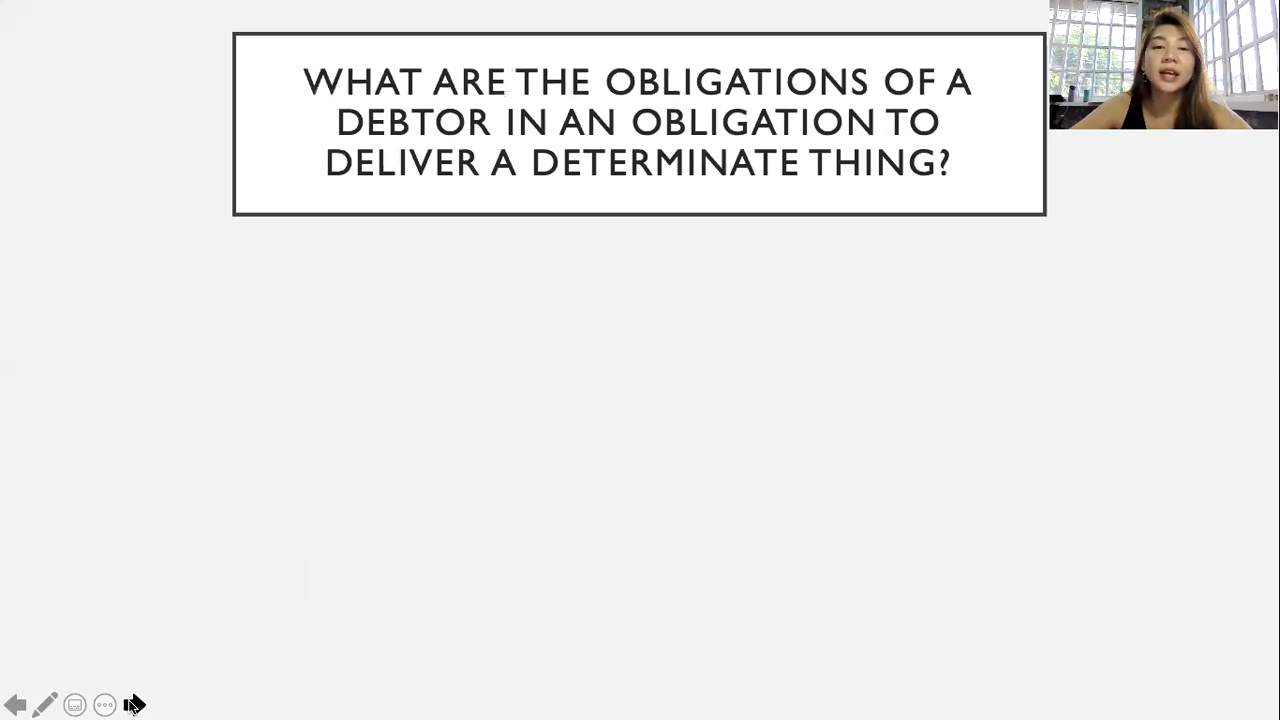 WHAT ARE THE OBLIGATIONS OF A
DEBTOR IN AN OBLIGATION TO
DELIVER A DETERMINATE THING?